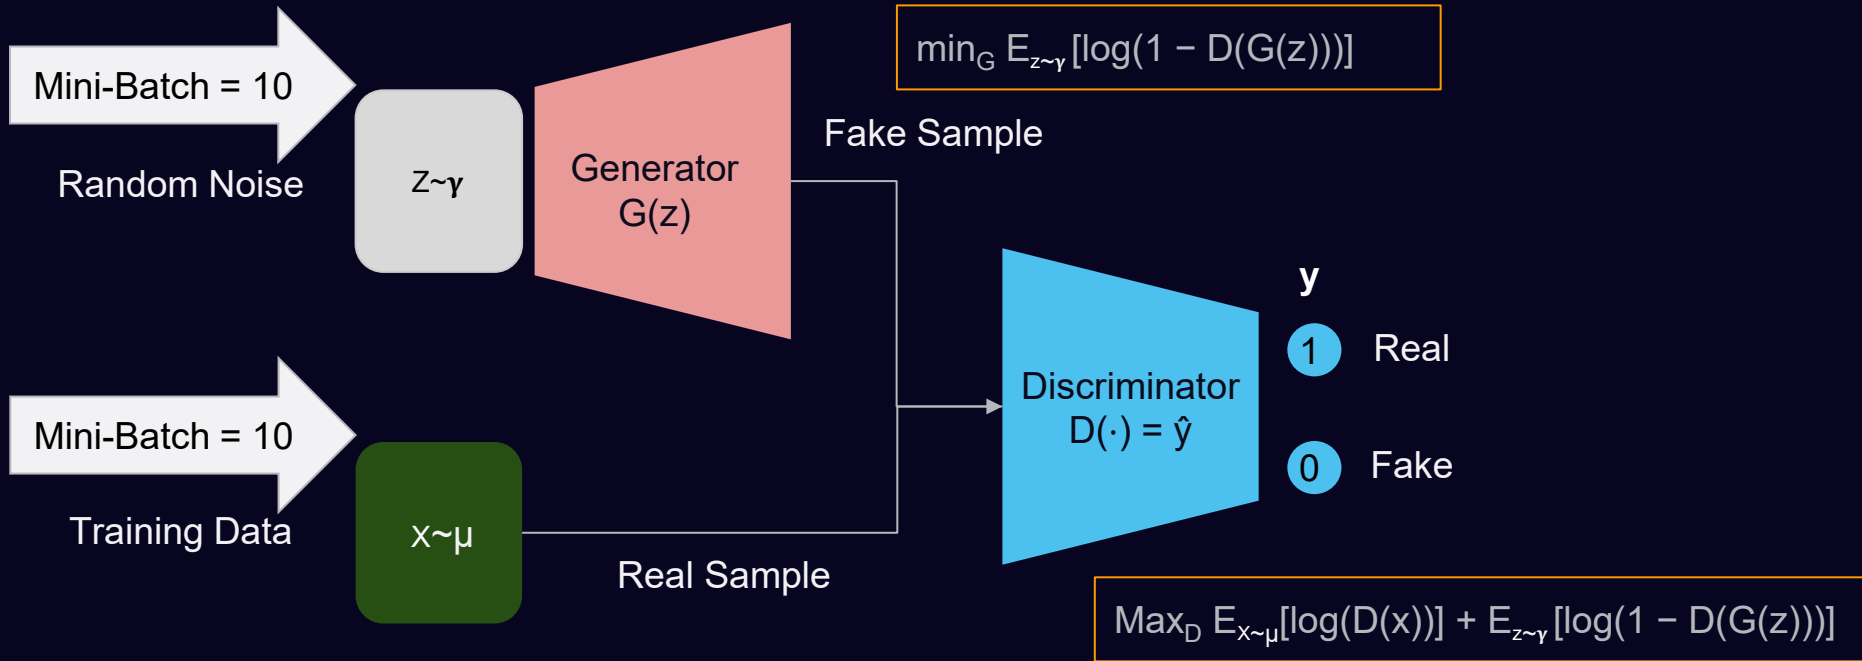 Mini-Batch = 10
Random Noise
z~γ
Generator
G(z)
min_G E_z~γ [log(1 − D(G(z)))]
Fake Sample
Mini-Batch = 10
Training Data
x~μ
Real Sample
Discriminator
D(·) = ŷ
y
1 Real
0 Fake
Max_D E_x~μ[log(D(x))] + E_z~γ [log(1 − D(G(z)))]